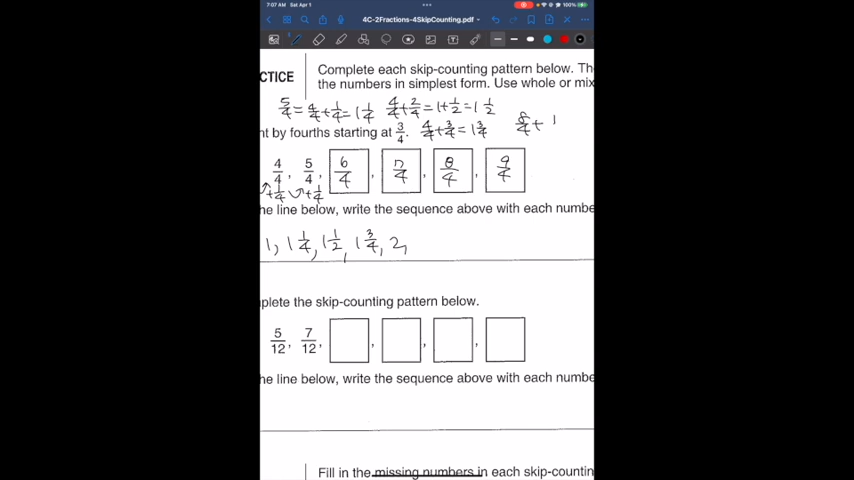 7:07 AM Sat Apr 1
100%
4C-2Fractions-4SkipCounting.pdf
CTICE
Complete each skip-counting pattern below. Th
the numbers in simplest form. Use whole or mix
5/4 = 4/4 + 1/4 = 1 1/4 4/4 + 2/4 = 1 + 1/2 = 1 1/2
nt by fourths starting at 3/4. 4/4 + 3/4 = 1 3/4 8/4 + 1
4/4, 5/4, 6/4, 7/4, 8/4, 9/4
+1/4 +1/4
he line below, write the sequence above with each numbe
1, 1 1/4, 1 1/2, 1 3/4, 2,
nplete the skip-counting pattern below.
5/12, 7/12, , , ,
he line below, write the sequence above with each numbe
Fill in the missing numbers in each skip-countin